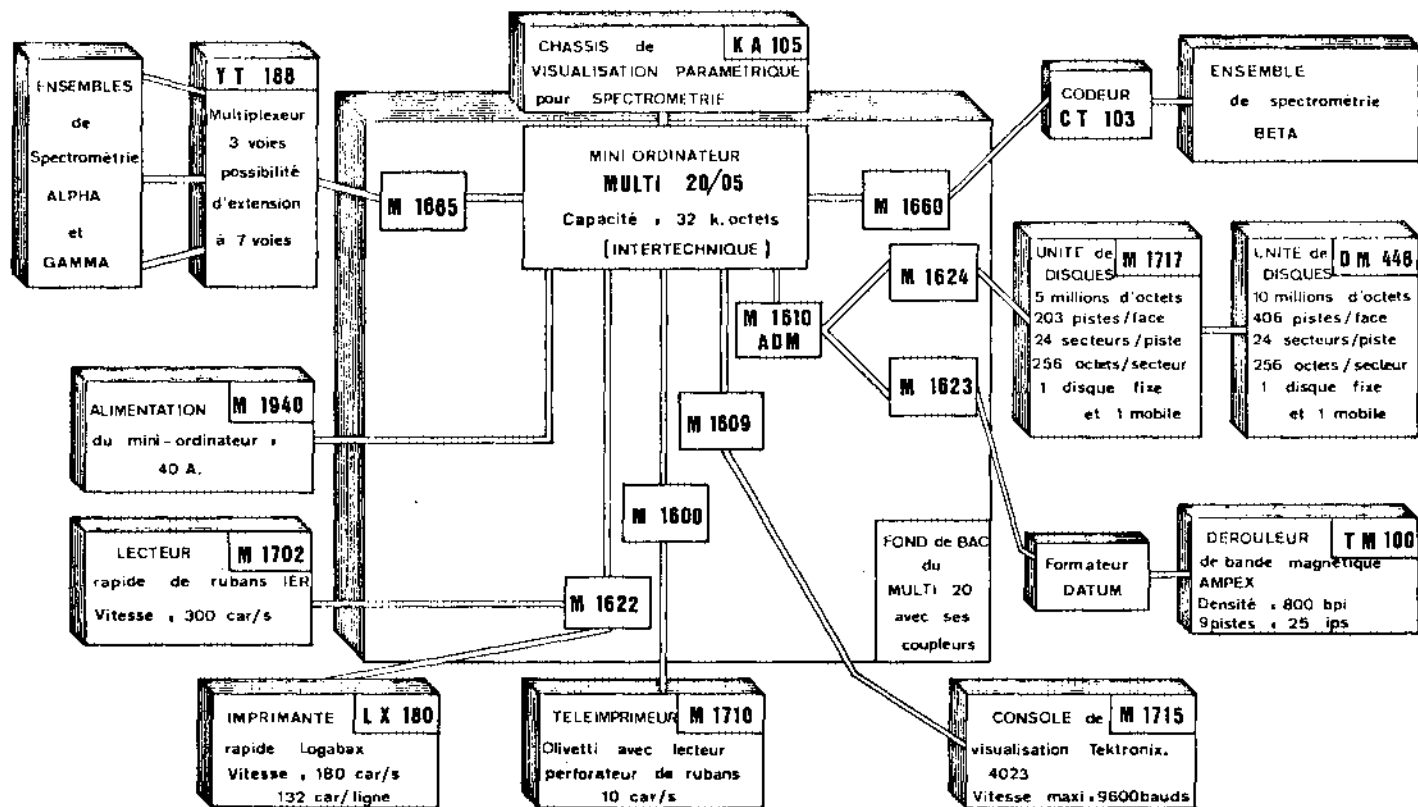 ENSEMBLES
de
Spectrométrie
ALPHA
et
GAMMA
YT 188
Multiplexeur
3 voies
possibilité
d'extension
à 7 voies
M 1685
CHASSIS de KA 105
VISUALISATION PARAMETRIQUE
pour SPECTROMETRIE
MINI ORDINATEUR
MULTI 20/05
Capacité : 32 k.octets
(INTERTECHNIQUE)
M 1660
CODEUR
CT 103
ENSEMBLE
de spectrométrie
BETA
M 1610
ADM
M 1624
M 1623
UNITE de M 1717
DISQUES
5 millions d'octets
203 pistes/face
24 secteurs/piste
256 octets/secteur
1 disque fixe
et 1 mobile
UNITE de DM 448
DISQUES
10 millions d'octets
406 pistes/face
24 secteurs/piste
256 octets/secteur
1 disque fixe
et 1 mobile
ALIMENTATION M 1940
du mini-ordinateur :
40 A.
M 1609
M 1600
LECTEUR M 1702
rapide de rubans IER
Vitesse : 300 car/s
M 1622
FOND de BAC
du
MULTI 20
avec ses
coupleurs
Formateur
DATUM
DEROULEUR TM 100
de bande magnétique
AMPEX
Densité : 800 bpi
9pistes : 25 ips
IMPRIMANTE LX 180
rapide Logabax
Vitesse : 180 car/s
132 car/ligne
TELEIMPRIMEUR M 1710
Olivetti avec lecteur
perforateur de rubans
10 car/s
CONSOLE de M 1715
visualisation Tektronix.
4023
Vitesse maxi : 9600bauds